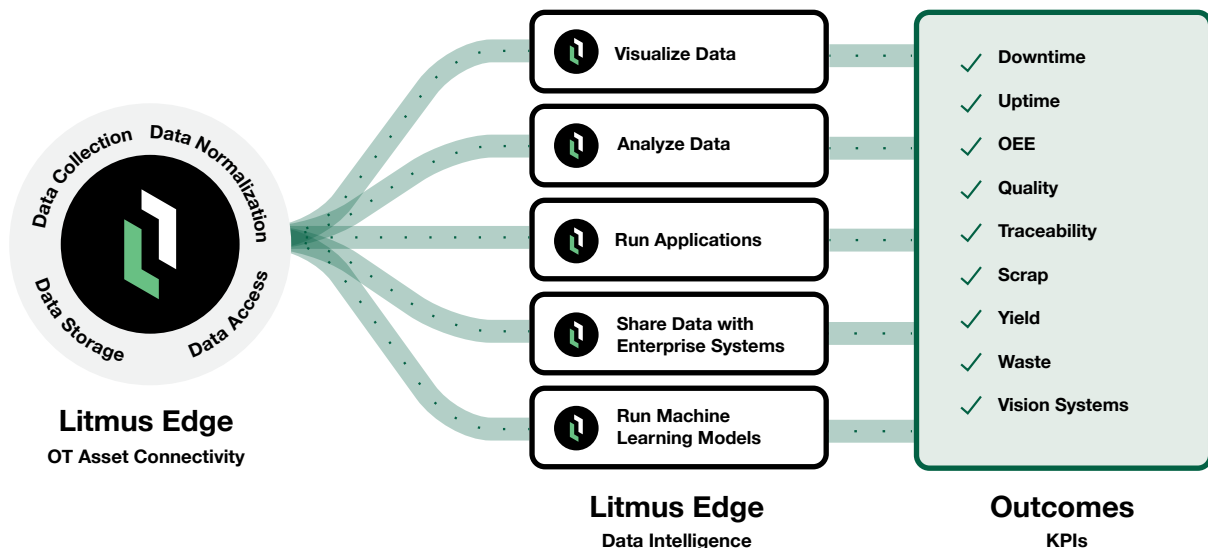 Data Collection
Data Normalization
Data Storage
Data Access
Litmus Edge
OT Asset Connectivity
Visualize Data
Analyze Data
Run Applications
Share Data with
Enterprise Systems
Run Machine
Learning Models
Litmus Edge
Data Intelligence
Downtime
Uptime
OEE
Quality
Traceability
Scrap
Yield
Waste
Vision Systems
Outcomes
KPIs